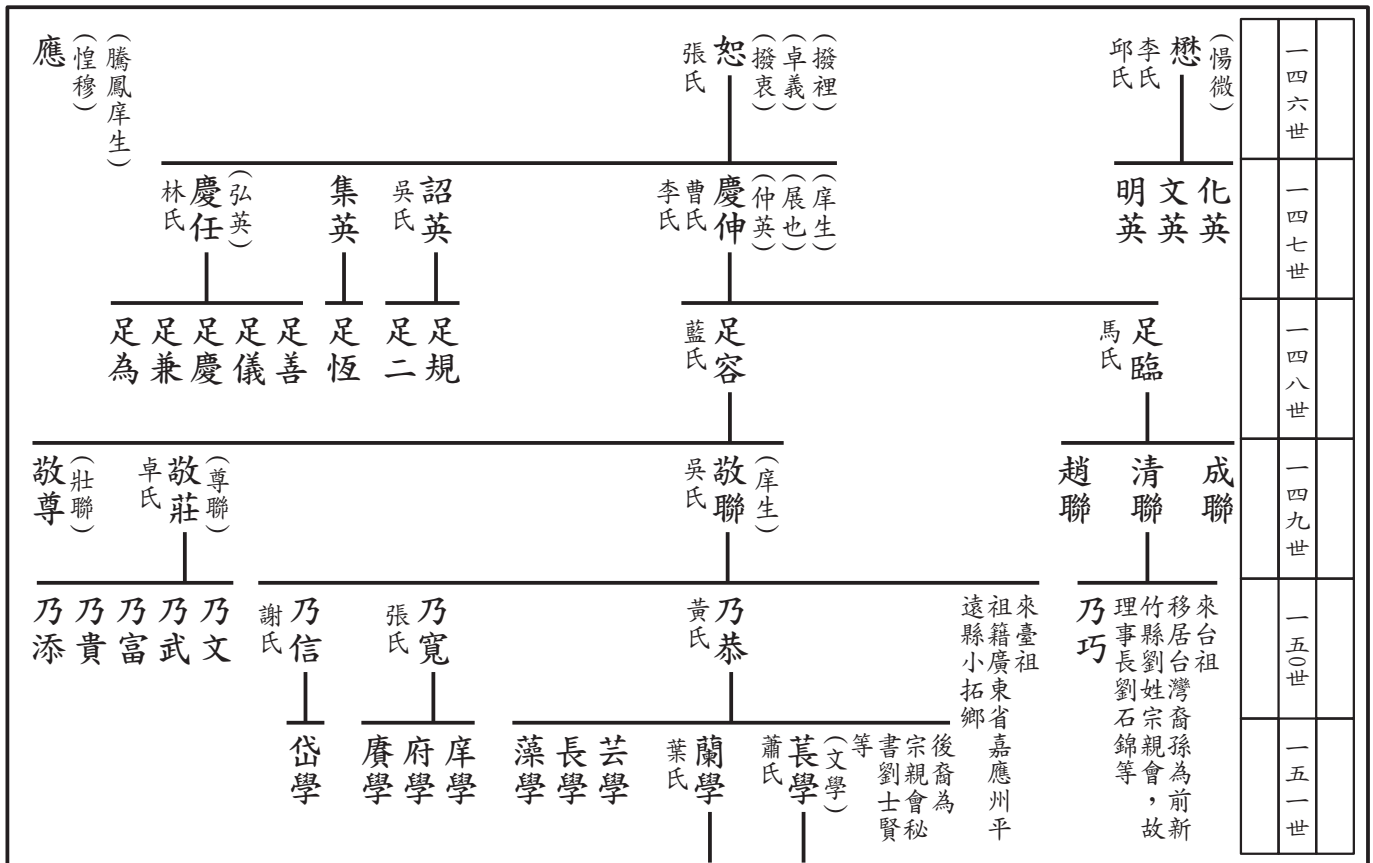 一四六世
(惕微)
懋
李氏
邱氏
(撥裡)
(卓義)
(撥衷)
恕
張氏
(騰鳳庠生)
(惶穆)
應
一四七世
化英
文英
明英
(庠生)
(展也)
(仲英)
慶伸
曹氏
李氏
詔英
吳氏
集英
(弘英)
慶任
林氏
一四八世
足臨
馬氏
足容
藍氏
足規
足二
足恆
足善
足儀
足慶
足兼
足為
一四九世
成聯
清聯
趙聯
(庠生)
敬聯
吳氏
(尊聯)
敬莊
卓氏
(壯聯)
敬尊
一五○世
來台祖
移居台灣裔孫為前新
竹縣劉姓宗親會，故
理事長劉石錦等
乃巧
來臺祖
祖籍廣東省嘉應州平
遠縣小拓鄉
乃恭
黃氏
乃寬
張氏
乃信
謝氏
乃文
乃武
乃富
乃貴
乃添
一五一世
後裔為
宗親會秘
書劉士賢
等
(文學)
萇學
蕭氏
蘭學
葉氏
芸學
長學
藻學
庠學
府學
賡學
岱學